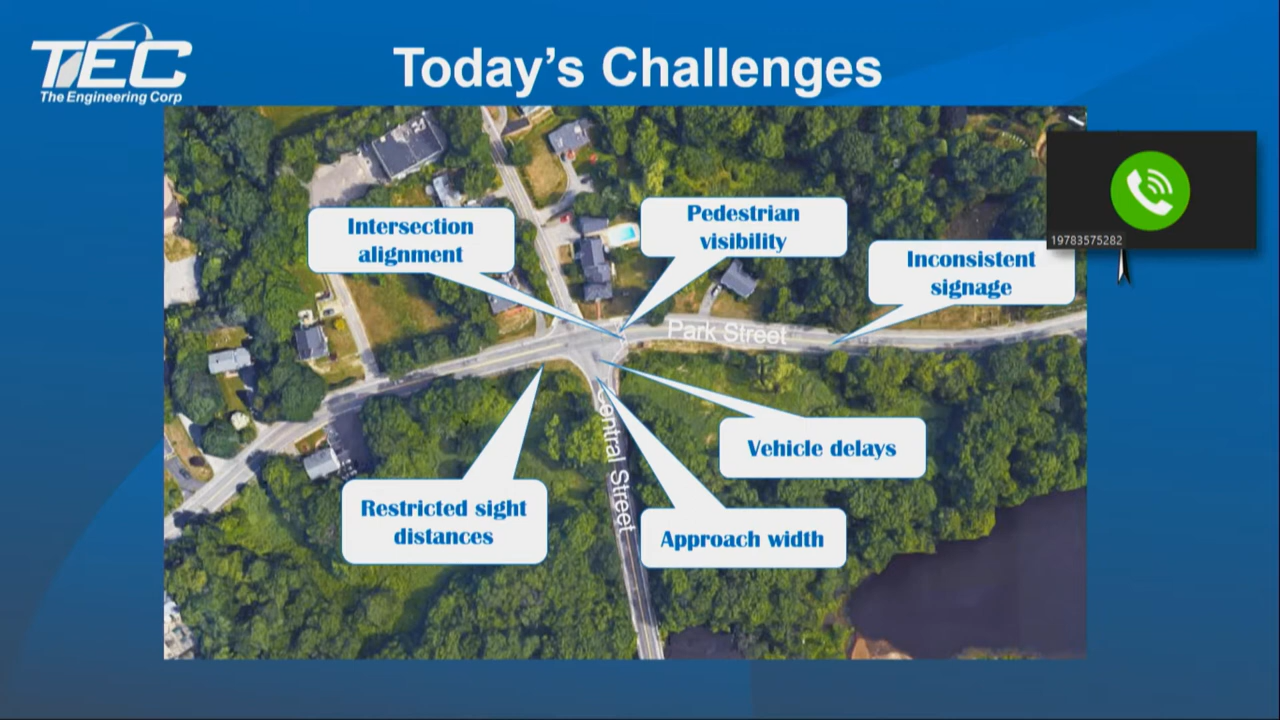 TEC
The Engineering Corp
Today's Challenges
Intersection
alignment
Pedestrian
visibility
Inconsistent
signage
19783575282
Park Street
Central Street
Vehicle delays
Restricted sight
distances
Approach width